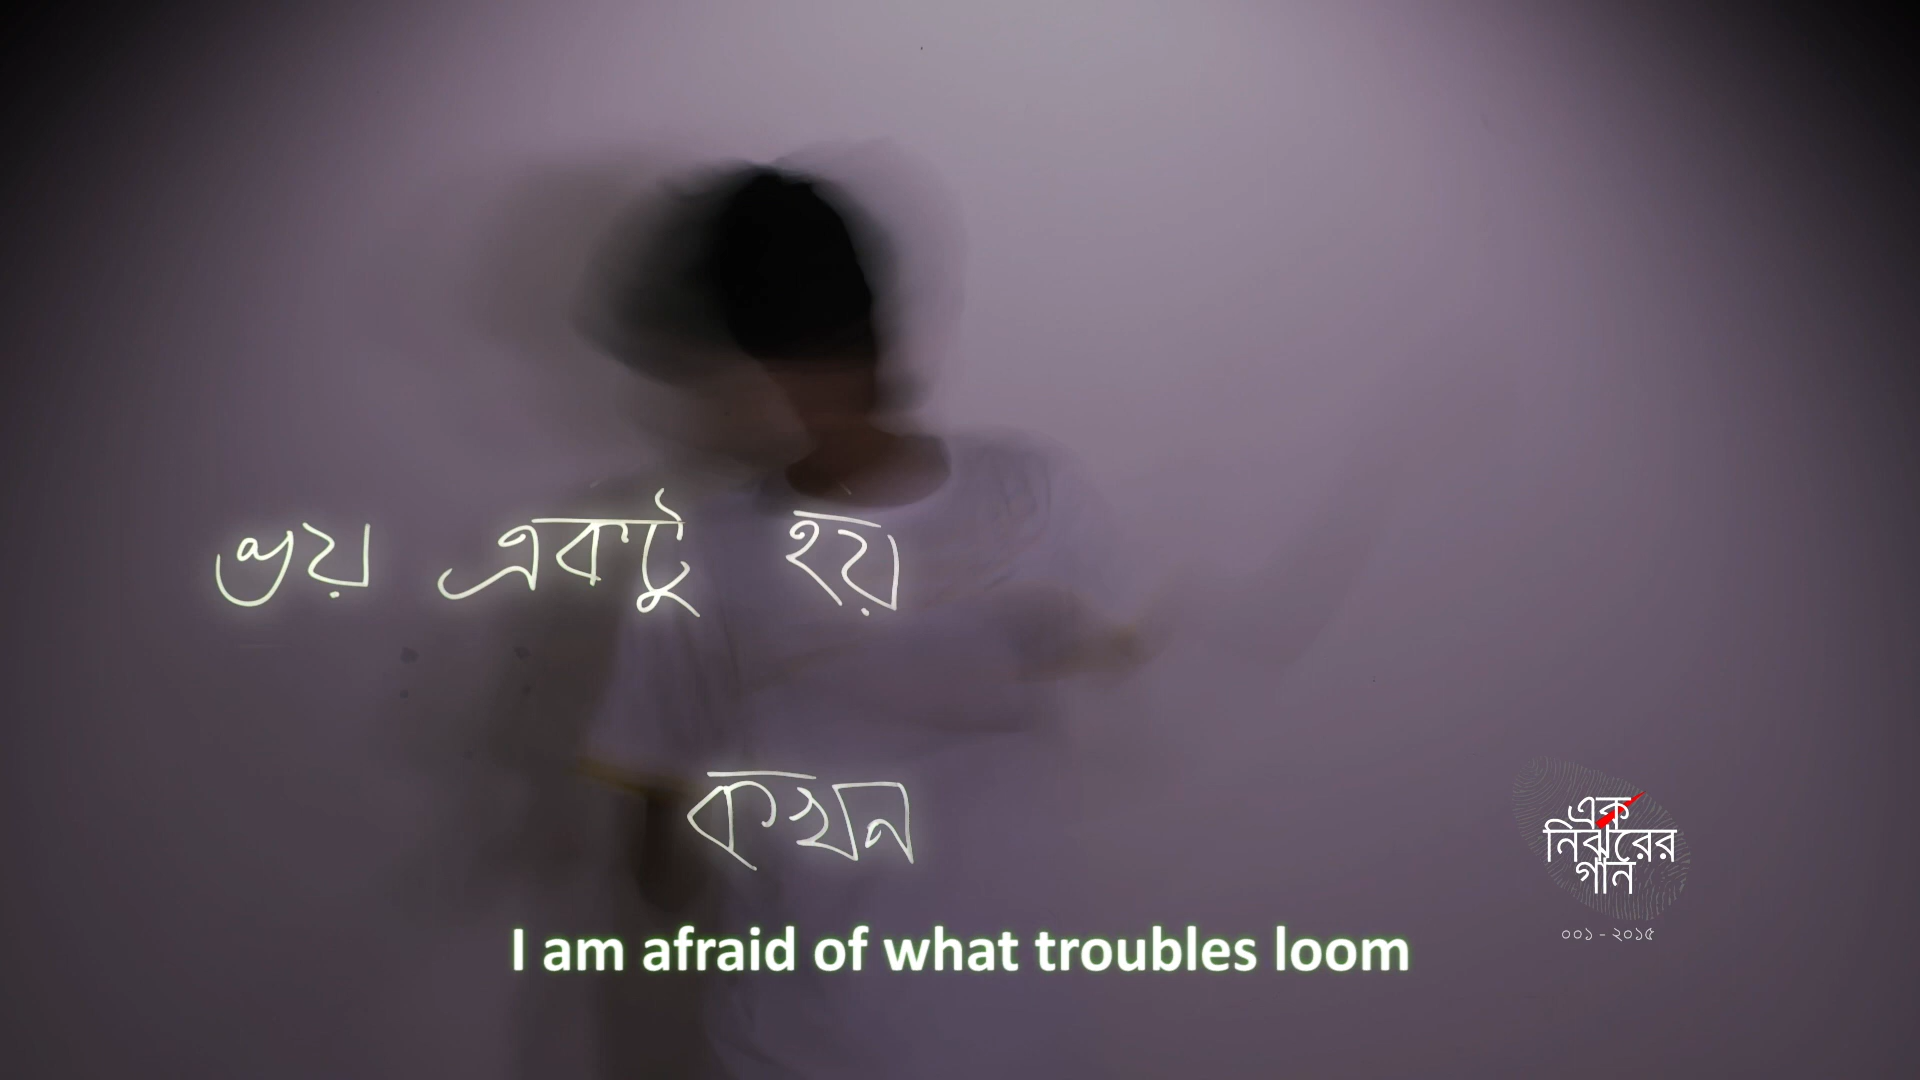 ভয় একটু হয়
কখন
I am afraid of what troubles loom
এক
নির্ঝরের
গান
০০১ - ২০১৫